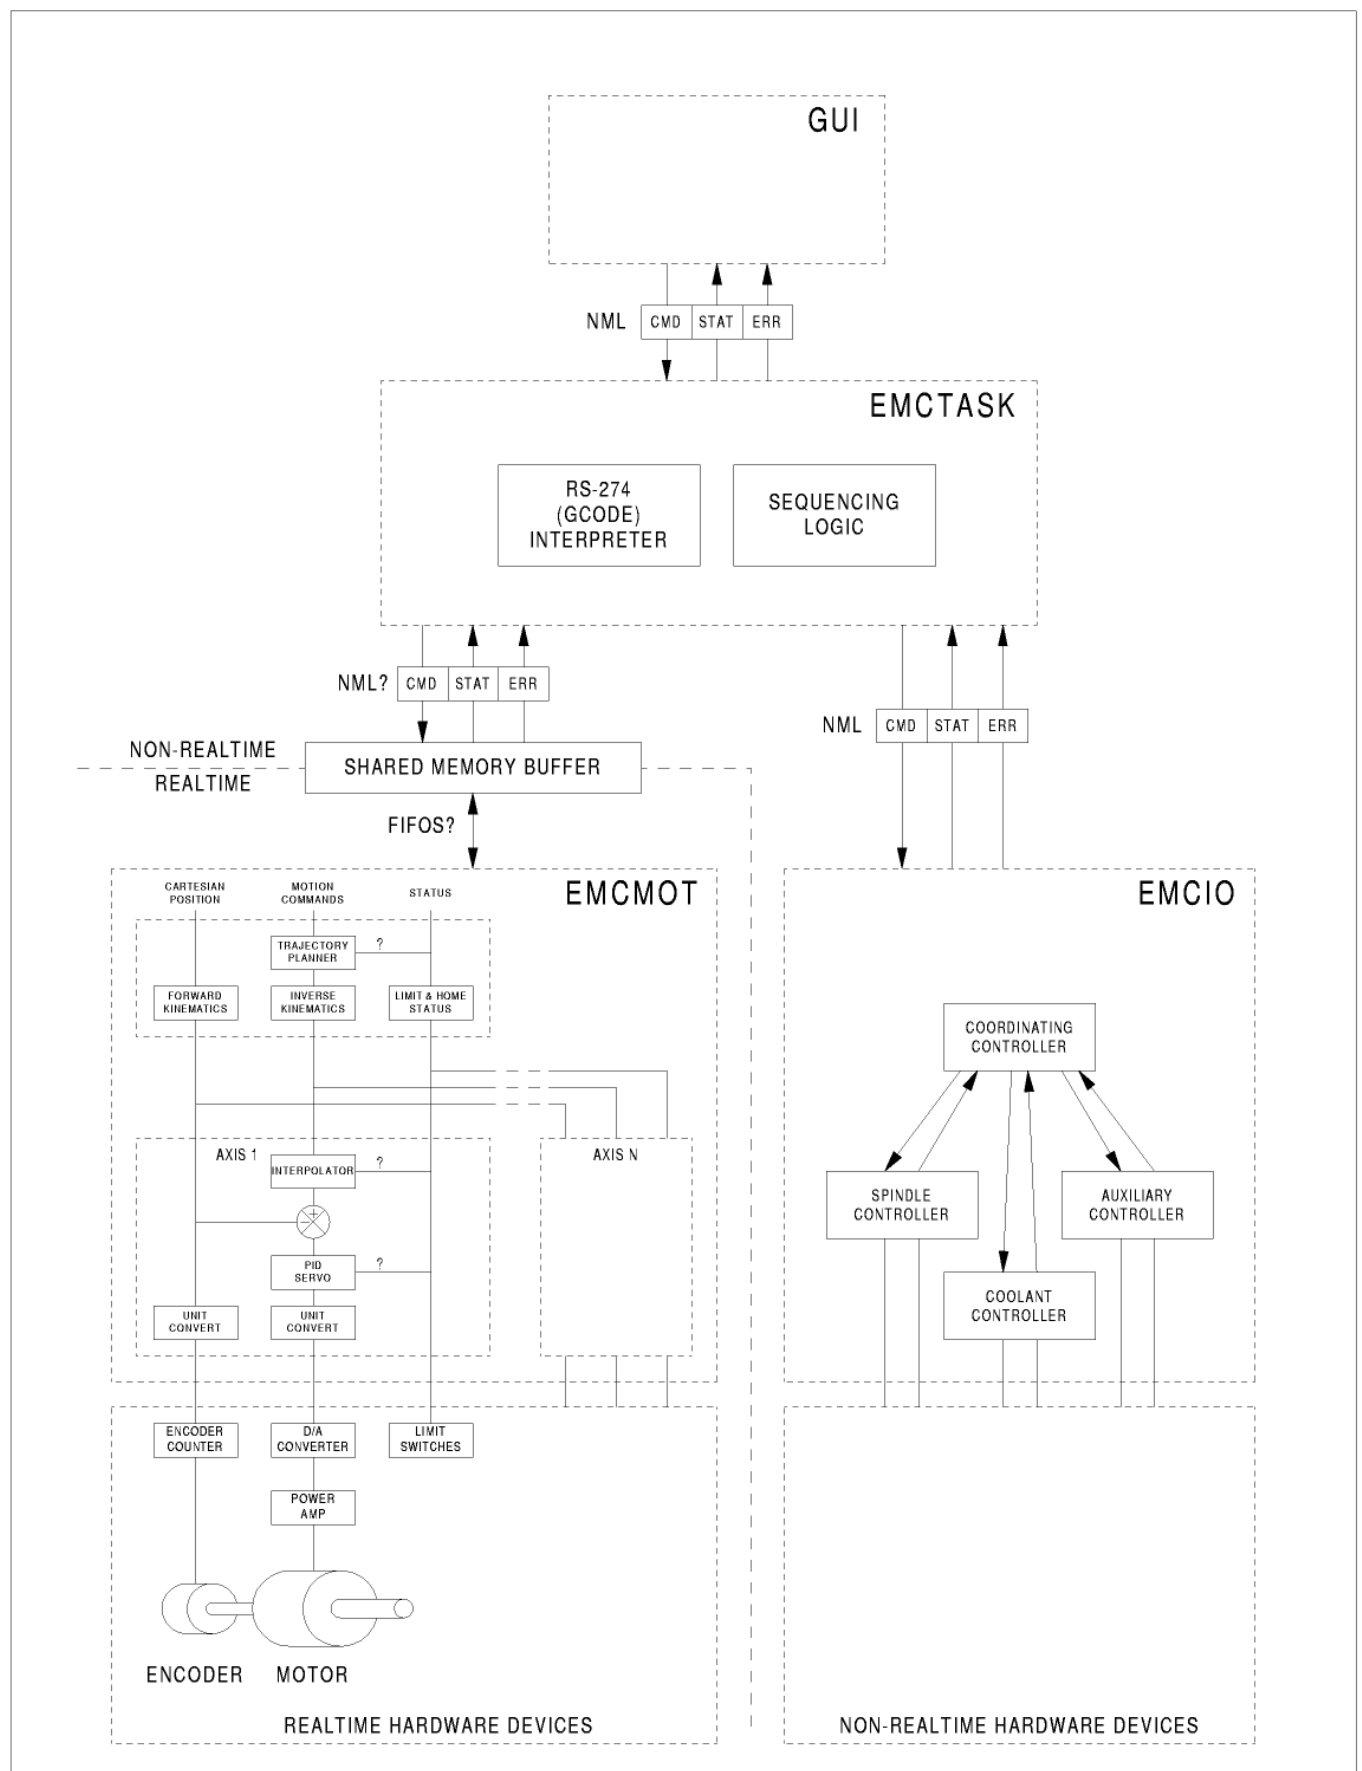 GUI
NML
CMD STAT ERR
EMCTASK
RS-274
(GCODE)
INTERPRETER
SEQUENCING
LOGIC
NML?
CMD STAT ERR
NML
CMD STAT ERR
NON-REALTIME
REALTIME
SHARED MEMORY BUFFER
FIFOS?
EMCMOT
CARTESIAN
POSITION
MOTION
COMMANDS
STATUS
TRAJECTORY
PLANNER
?
FORWARD
KINEMATICS
INVERSE
KINEMATICS
LIMIT & HOME
STATUS
AXIS 1
INTERPOLATOR
?
+
−
PID
SERVO
?
UNIT
CONVERT
UNIT
CONVERT
AXIS N
EMCIO
COORDINATING
CONTROLLER
SPINDLE
CONTROLLER
AUXILIARY
CONTROLLER
COOLANT
CONTROLLER
ENCODER
COUNTER
D/A
CONVERTER
LIMIT
SWITCHES
POWER
AMP
ENCODER
MOTOR
REALTIME HARDWARE DEVICES
NON-REALTIME HARDWARE DEVICES